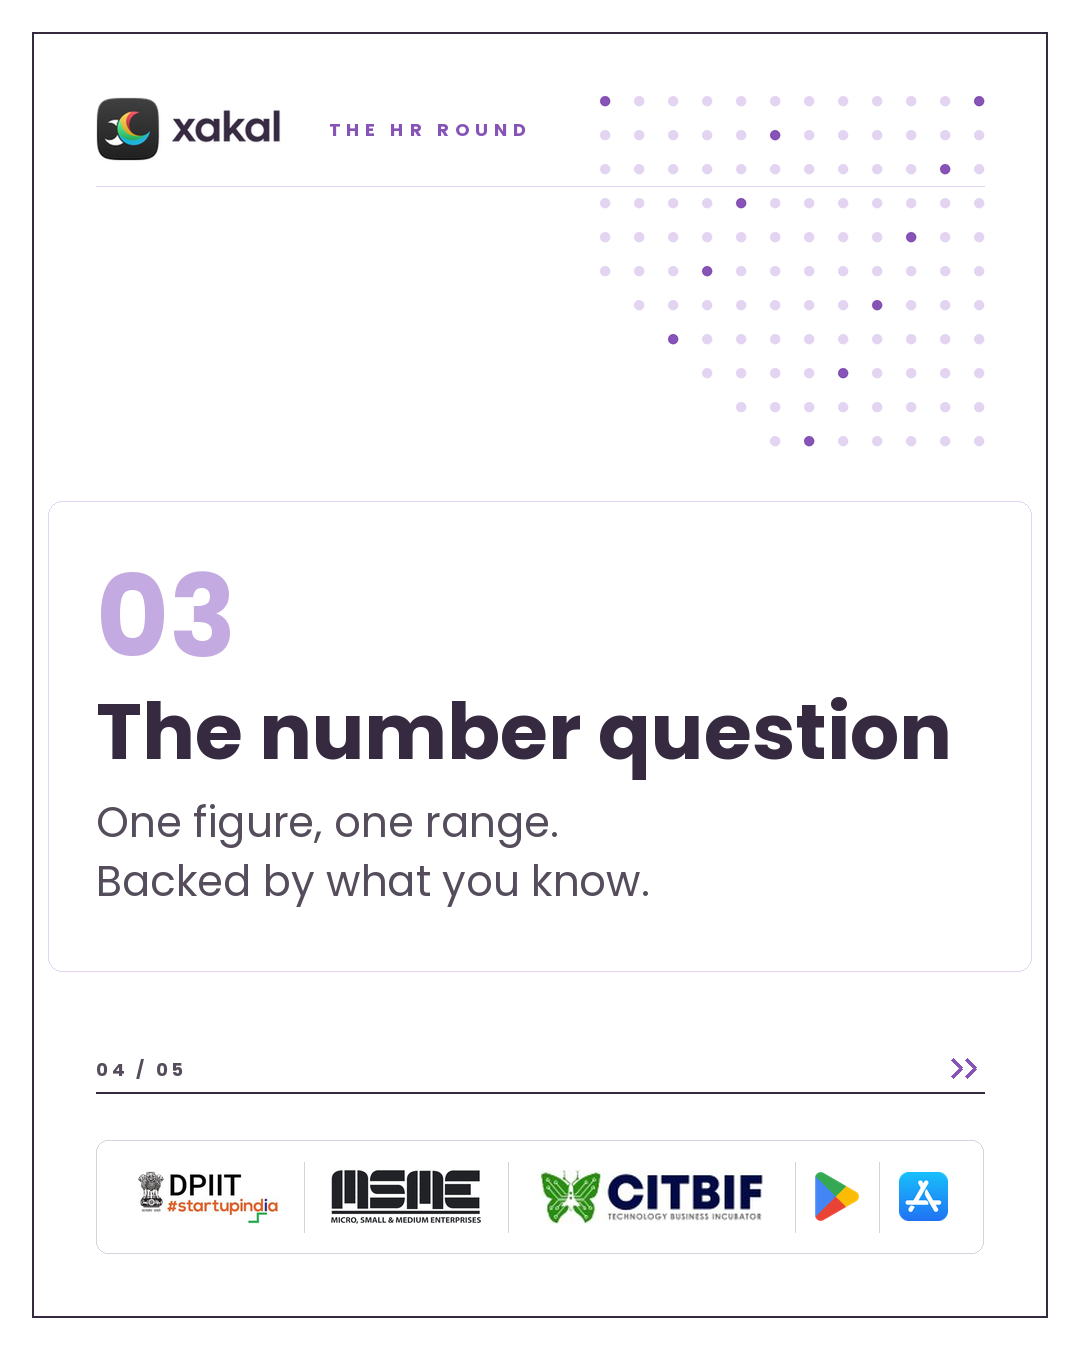 xakal
THE HR ROUND
03
The number question
One figure, one range.
Backed by what you know.
04 / 05
DPIIT
#startupindia
MSME
MICRO, SMALL & MEDIUM ENTERPRISES
CITBIF
TECHNOLOGY BUSINESS INCUBATOR